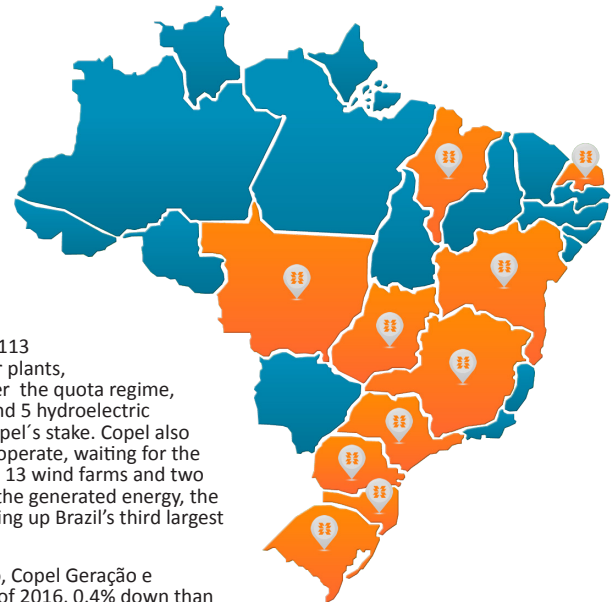 113
plants,
the quota regime,
nd 5 hydroelectric
pel´s stake. Copel also
operate, waiting for the
13 wind farms and two
the generated energy, the
ing up Brazil’s third largest
, Copel Geração e
of 2016, 0.4% down than